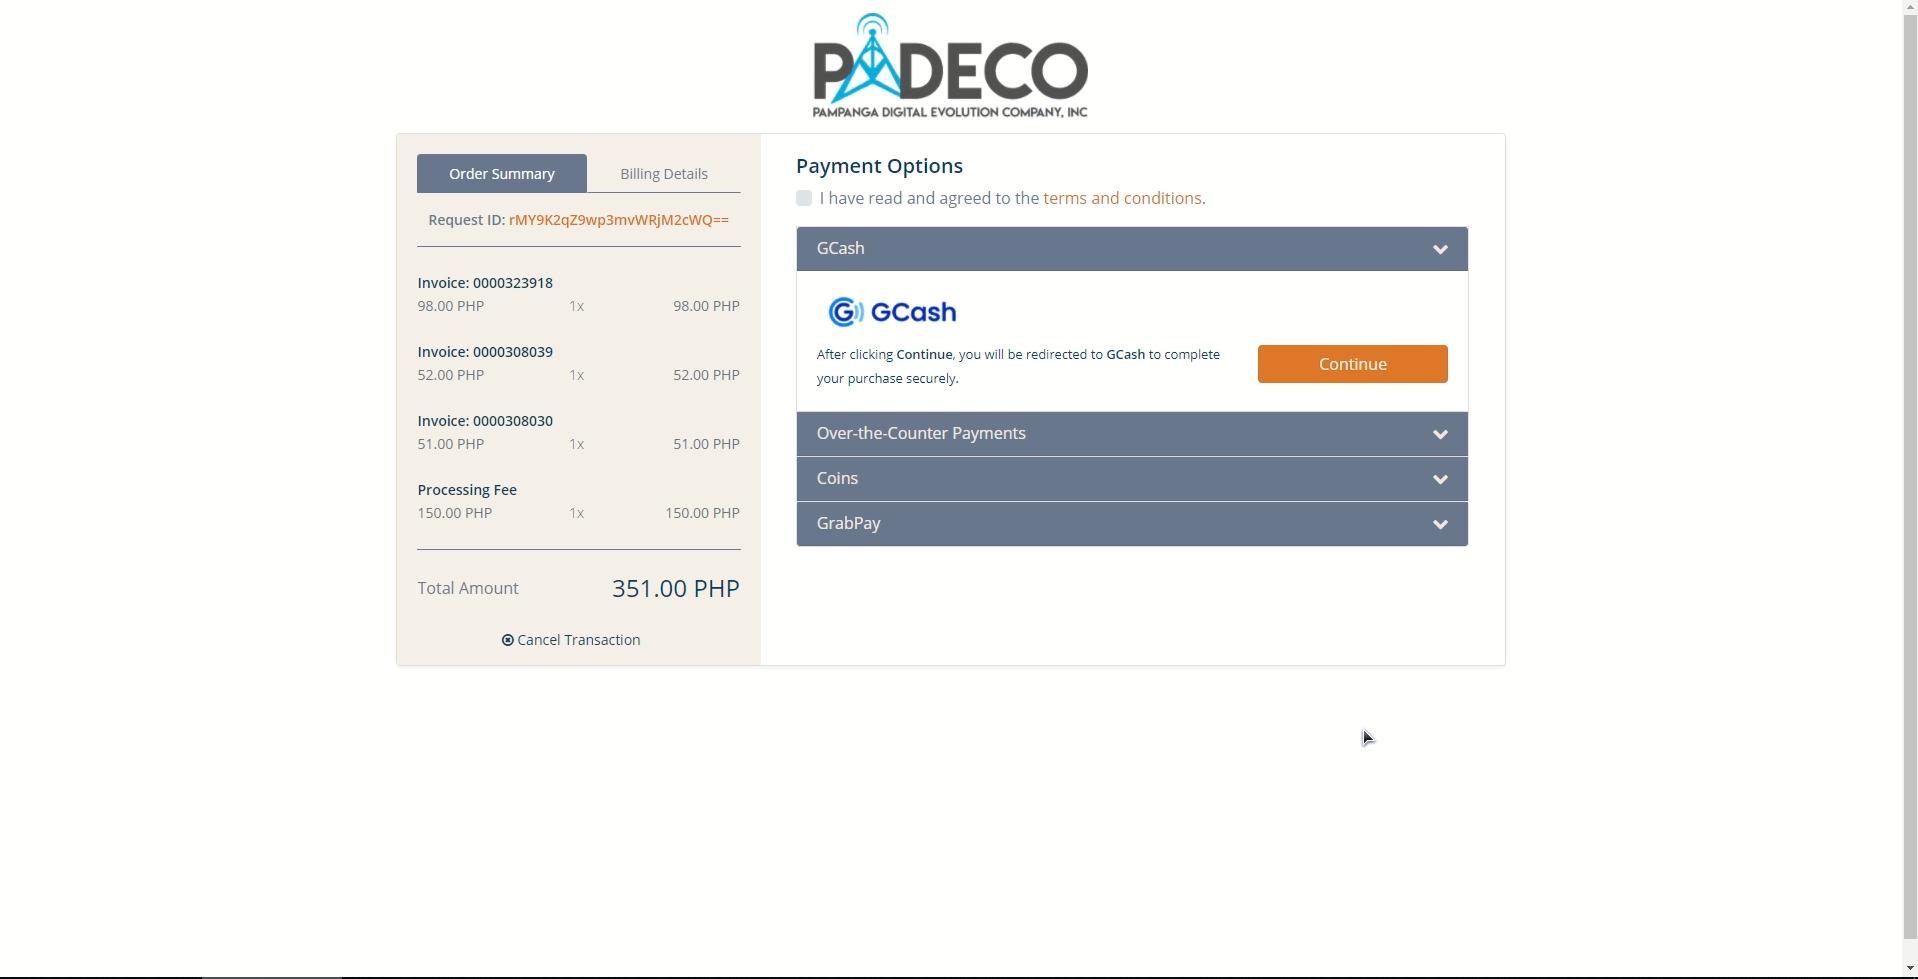 PADECO
PAMPANGA DIGITAL EVOLUTION COMPANY, INC
Order Summary
Billing Details
Request ID: rMY9K2qZ9wp3mvWRjM2cWQ==
Invoice: 0000323918
98.00 PHP 1x 98.00 PHP
Invoice: 0000308039
52.00 PHP 1x 52.00 PHP
Invoice: 0000308030
51.00 PHP 1x 51.00 PHP
Processing Fee
150.00 PHP 1x 150.00 PHP
Total Amount 351.00 PHP
Cancel Transaction
Payment Options
I have read and agreed to the terms and conditions.
GCash
GCash
After clicking Continue, you will be redirected to GCash to complete
your purchase securely.
Continue
Over-the-Counter Payments
Coins
GrabPay